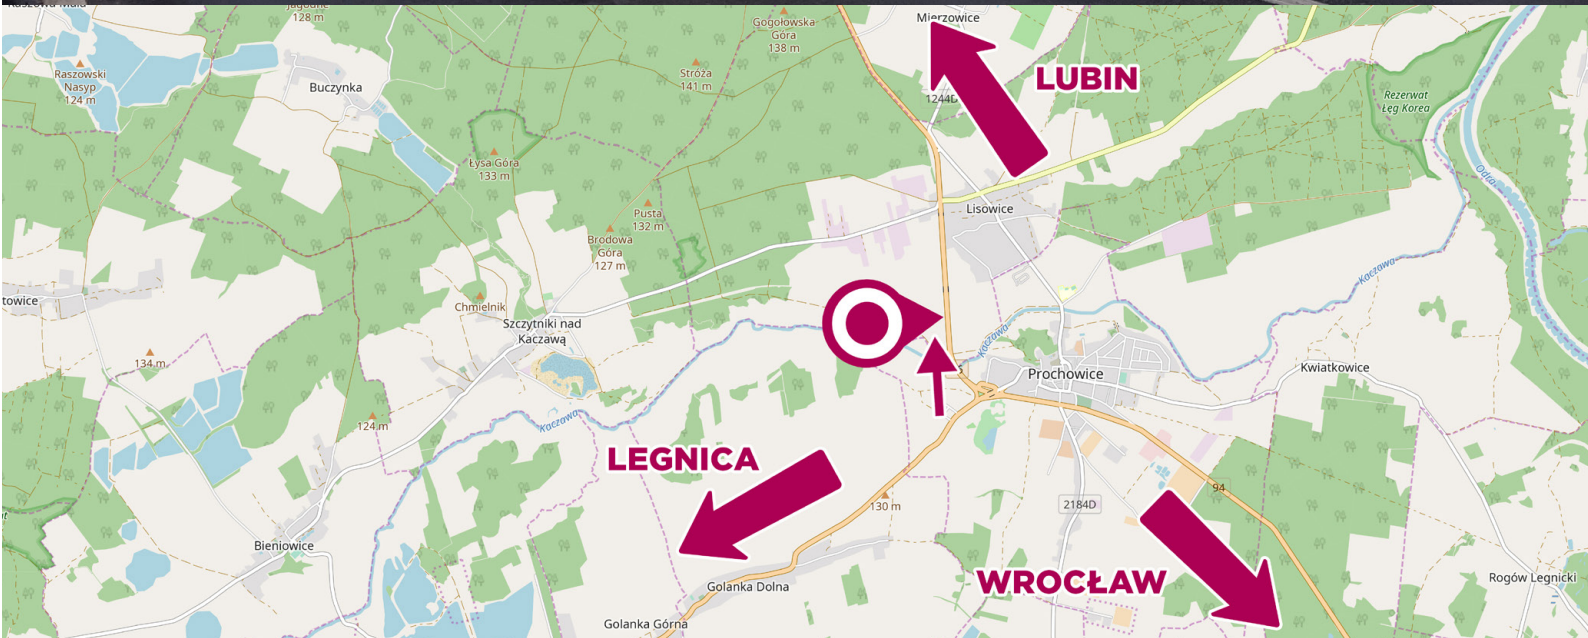 128 m
Gogołowska
Góra
138 m
Mierzowice
Raszowski
Nasyp
124 m
Buczynka
Stróża
141 m
LUBIN
1244D
Rezerwat
Łęg Korea
Łysa Góra
133 m
Odra
Pusta
132 m
Lisowice
Brodowa
Góra
127 m
Kaczawa
towice
Chmielnik
Szczytniki nad
Kaczawą
Kaczawa
134 m
Prochowice
Kwiatkowice
124 m
Kaczawa
LEGNICA
94
130 m
2184D
Bieniowice
Golanka Dolna
WROCŁAW
Rogów Legnicki
Golanka Górna